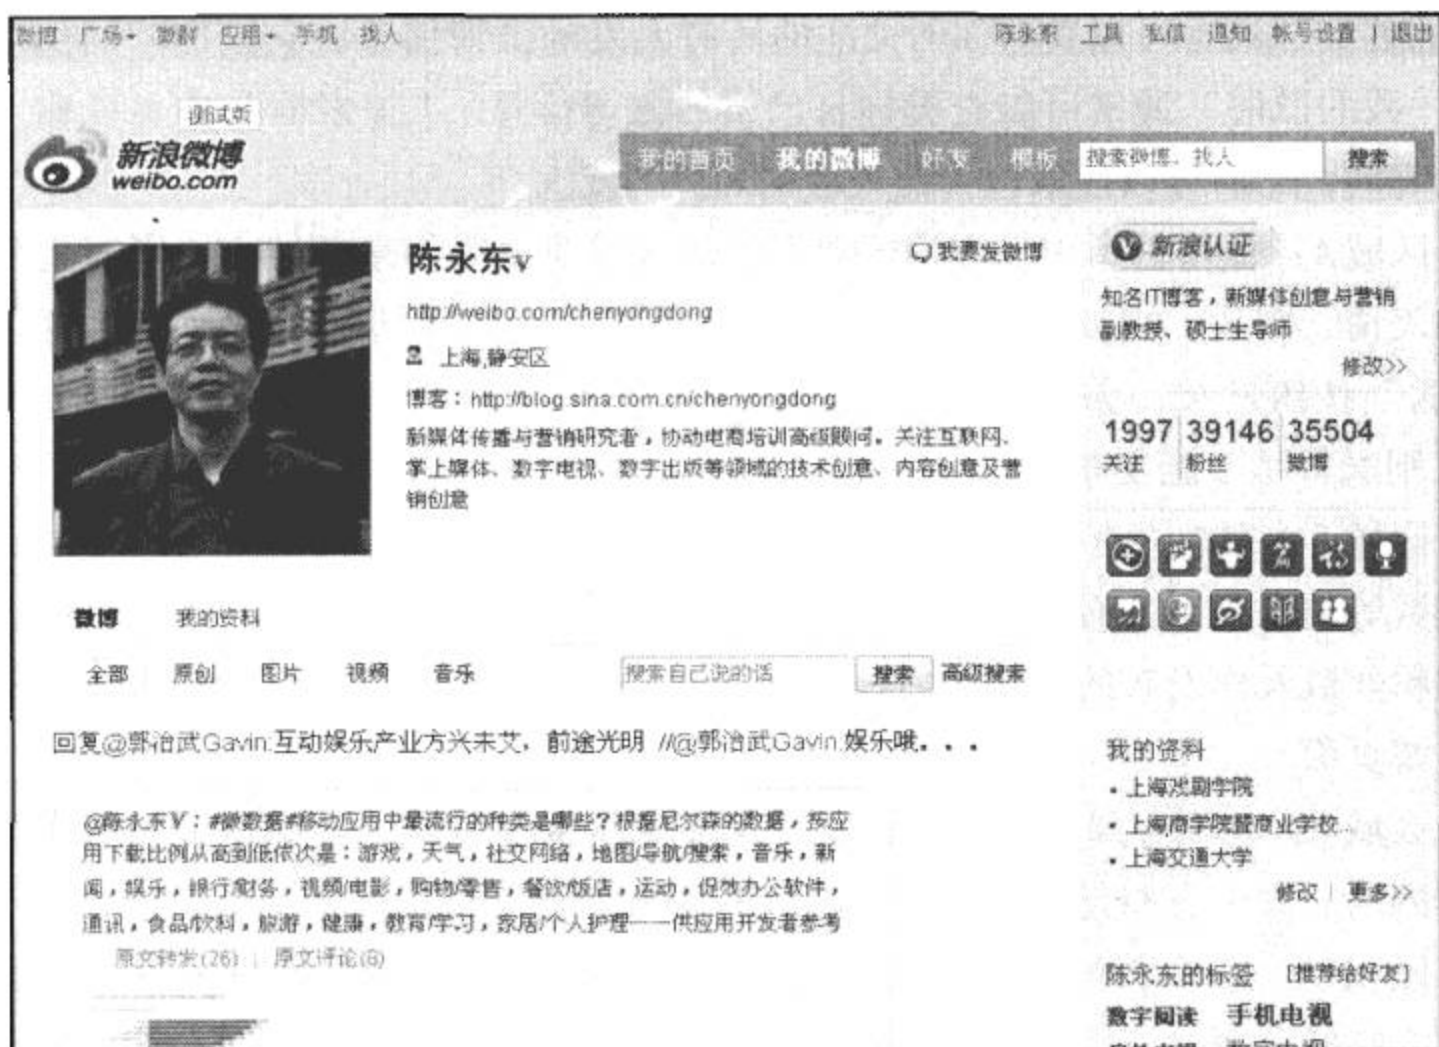 微博 广场 微群 应用 手机 找人
陈永东 工具 私信 通知 帐号设置 | 退出
测试版
新浪微博
weibo.com
我的首页 我的微博 好友 模板 搜索微博、找人 搜索
陈永东V
我要发微博
http://weibo.com/chenyongdong
上海,静安区
博客:http://blog.sina.com.cn/chenyongdong
新媒体传播与营销研究者,协动电商培训高级顾问。关注互联网、
掌上媒体、数字电视、数字出版等领域的技术创意、内容创意及营
销创意
V 新浪认证
知名IT博客,新媒体创意与营销
副教授、硕士生导师
修改>>
1997 39146 35504
关注 粉丝 微博
微博 我的资料
全部 原创 图片 视频 音乐 搜索自己说的话 搜索 高级搜索
回复@郭治武Gavin:互动娱乐产业方兴未艾,前途光明 //@郭治武Gavin:娱乐哦。。。
@陈永东V:#微数据#移动应用中最流行的种类是哪些?根据尼尔森的数据,按应
用下载比例从高到低依次是:游戏,天气,社交网络,地图/导航/搜索,音乐,新
闻,娱乐,银行/财务,视频/电影,购物/零售,餐饮/饭店,运动,促效办公软件,
通讯,食品/饮料,旅游,健康,教育/学习,家居/个人护理——供应用开发者参考
原文转发(26) | 原文评论(8)
我的资料
• 上海戏剧学院
• 上海商学院暨商业学校...
• 上海交通大学
修改 | 更多>>
陈永东的标签 [推荐给好友]
数字阅读 手机电视
数字电视